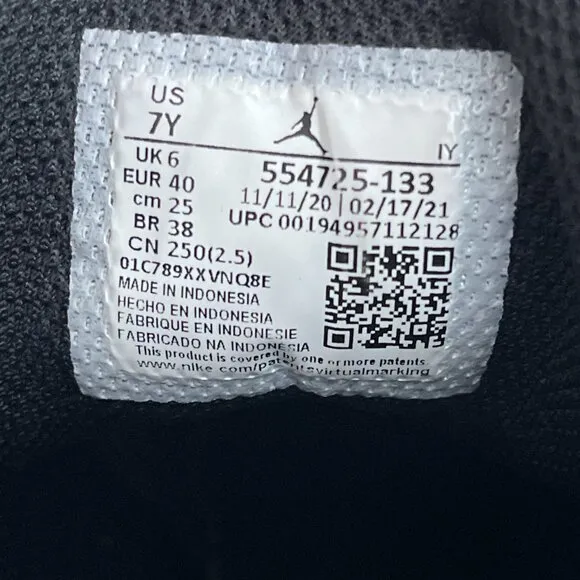 US
7Y
IY
UK 6
EUR 40
cm 25
BR 38
CN 250(2.5)
554725-133
11/11/20 | 02/17/21
UPC 00194957112128
01C789XXVNQ8E
MADE IN INDONESIA
HECHO EN INDONESIA
FABRIQUE EN INDONESIE
FABRICADO NA INDONESIA
This product is covered by one or more patents
www.nike.com/patentsvirtualmarking